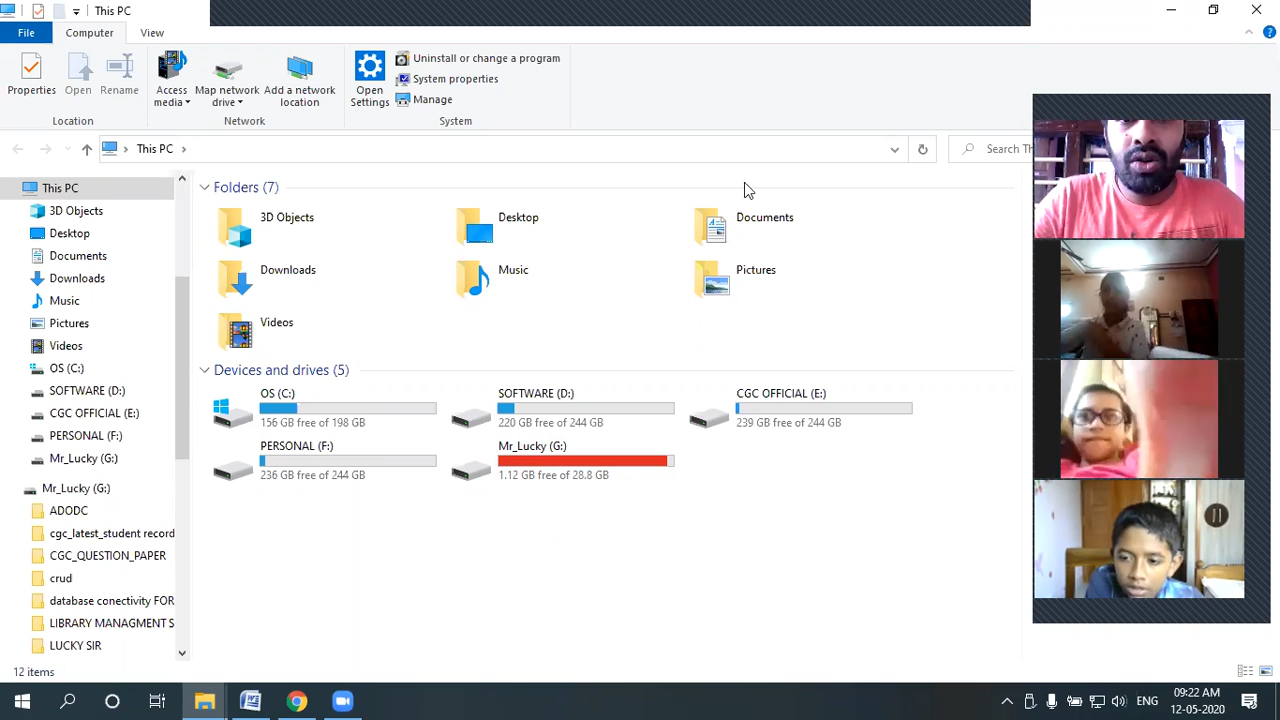 This PC
File Computer View
Properties Open Rename Access media Map network drive Add a network location Open Settings Uninstall or change a program
System properties
Manage
Location Network System
This PC Search Th
This PC
3D Objects
Desktop
Documents
Downloads
Music
Pictures
Videos
OS (C:)
SOFTWARE (D:)
CGC OFFICIAL (E:)
PERSONAL (F:)
Mr_Lucky (G:)
Mr_Lucky (G:)
ADODC
cgc_latest_student record
CGC_QUESTION_PAPER
crud
database conectivity FOR
LIBRARY MANAGMENT S
LUCKY SIR
Folders (7)
3D Objects Desktop Documents
Downloads Music Pictures
Videos
Devices and drives (5)
OS (C:) SOFTWARE (D:) CGC OFFICIAL (E:)
156 GB free of 198 GB 220 GB free of 244 GB 239 GB free of 244 GB
PERSONAL (F:) Mr_Lucky (G:)
236 GB free of 244 GB 1.12 GB free of 28.8 GB
12 items
ENG 09:22 AM
12-05-2020